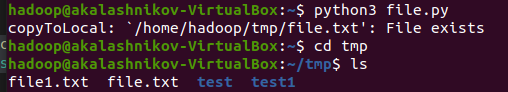 hadoop@akalashnikov-VirtualBox:~$ python3 file.py
copyToLocal: `/home/hadoop/tmp/file.txt': File exists
hadoop@akalashnikov-VirtualBox:~$ cd tmp
hadoop@akalashnikov-VirtualBox:~/tmp$ ls
file1.txt file.txt test test1